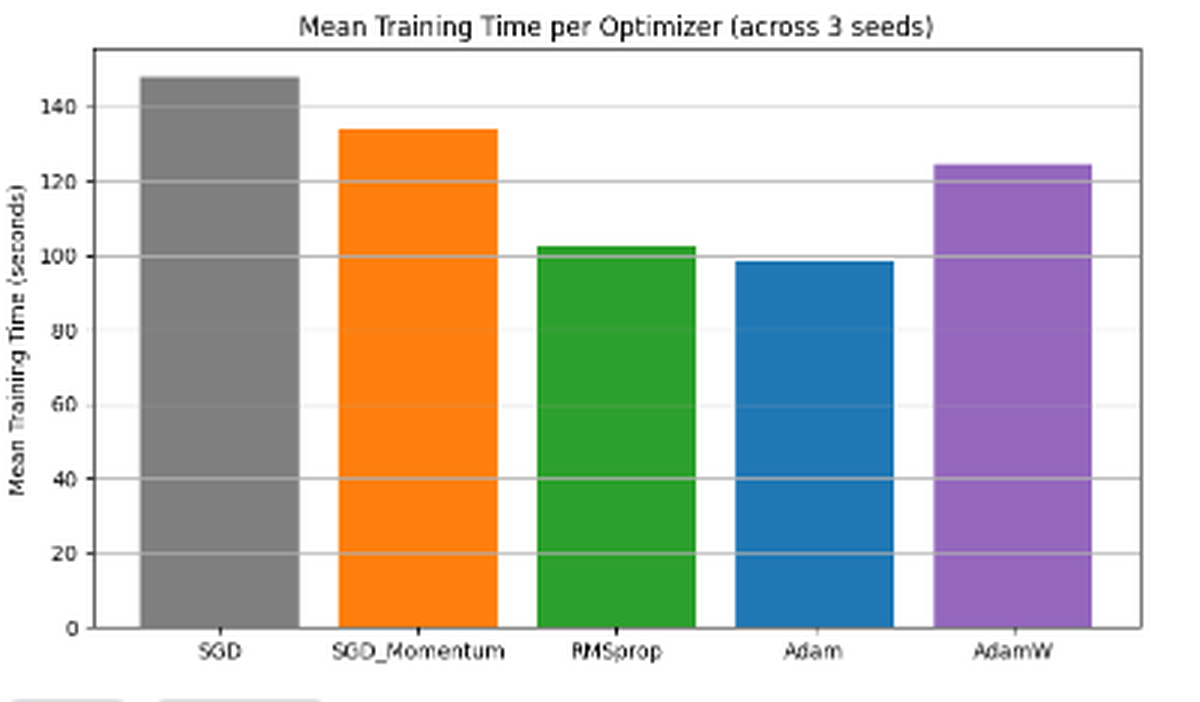 Mean Training Time per Optimizer (across 3 seeds)
Mean Training Time (seconds)
140
120
100
80
60
40
20
0
SGD
SGD_Momentum
RMSprop
Adam
AdamW